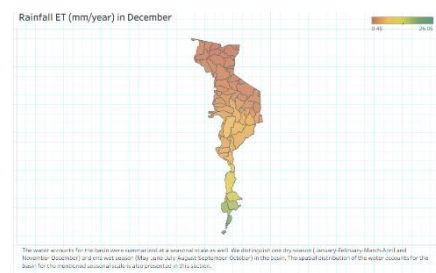 Rainfall ET (mm/year) in December
0.46 26.05
The water accounts for the basin were summarized at a seasonal scale as well. We distinguish one dry season (January-February-March-April and
November-December) and one wet season (May-June-July-August-September-October) in the basin. The spatial distribution of the water accounts for the
basin for the mentioned seasonal scale is also presented in this section.